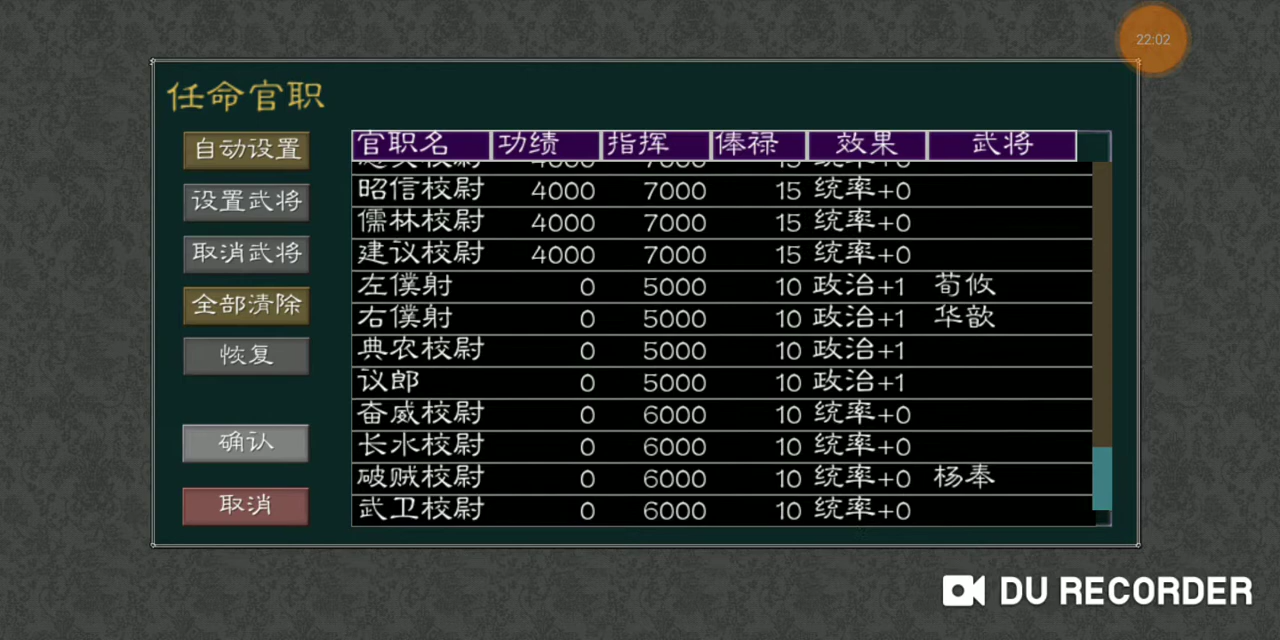 22:02
任命官职
自动设置
设置武将
取消武将
全部清除
恢复
确认
取消
官职名 功绩 指挥 俸禄 效果 武将
昭信校尉 4000 7000 15 统率+0
儒林校尉 4000 7000 15 统率+0
建议校尉 4000 7000 15 统率+0
左僕射 0 5000 10 政治+1 荀攸
右僕射 0 5000 10 政治+1 华歆
典农校尉 0 5000 10 政治+1
议郎 0 5000 10 政治+1
奋威校尉 0 6000 10 统率+0
长水校尉 0 6000 10 统率+0
破贼校尉 0 6000 10 统率+0 杨奉
武卫校尉 0 6000 10 统率+0
DU RECORDER